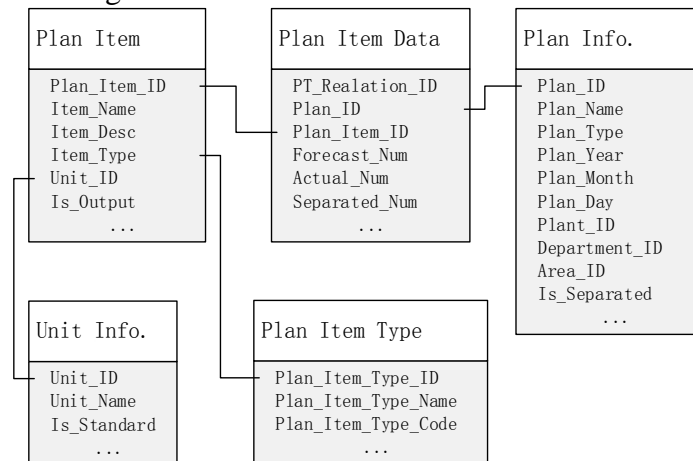 Plan Item
Plan_Item_ID
Item_Name
Item_Desc
Item_Type
Unit_ID
Is_Output
...
Plan Item Data
PT_Realation_ID
Plan_ID
Plan_Item_ID
Forecast_Num
Actual_Num
Separated_Num
...
Plan Info.
Plan_ID
Plan_Name
Plan_Type
Plan_Year
Plan_Month
Plan_Day
Plant_ID
Department_ID
Area_ID
Is_Separated
...
Unit Info.
Unit_ID
Unit_Name
Is_Standard
...
Plan Item Type
Plan_Item_Type_ID
Plan_Item_Type_Name
Plan_Item_Type_Code
...